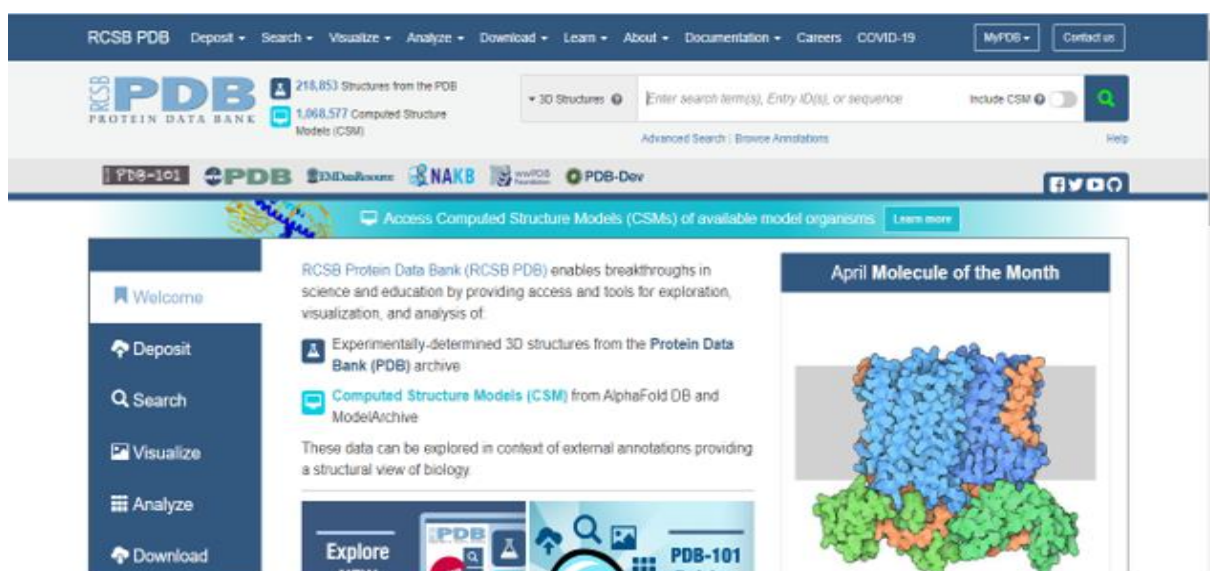 RCSB PDB Deposit Search Visualize Analyze Download Learn About Documentation Careers COVID-19 MyPDB Contact us
RCSB
PDB
PROTEIN DATA BANK
218,853 Structures from the PDB
1,068,577 Computed Structure
Models (CSM)
3D Structures
Enter search term(s), Entry ID(s), or sequence
Include CSM
Advanced Search | Browse Annotations
Help
PDB-101 PDB EMDataResource NAKB wwPDB Foundation PDB-Dev
Access Computed Structure Models (CSMs) of available model organisms Learn more
Welcome
Deposit
Search
Visualize
Analyze
Download
RCSB Protein Data Bank (RCSB PDB) enables breakthroughs in
science and education by providing access and tools for exploration,
visualization, and analysis of:
Experimentally-determined 3D structures from the Protein Data
Bank (PDB) archive
Computed Structure Models (CSM) from AlphaFold DB and
ModelArchive
These data can be explored in context of external annotations providing
a structural view of biology.
Explore
PDB
PDB-101
April Molecule of the Month